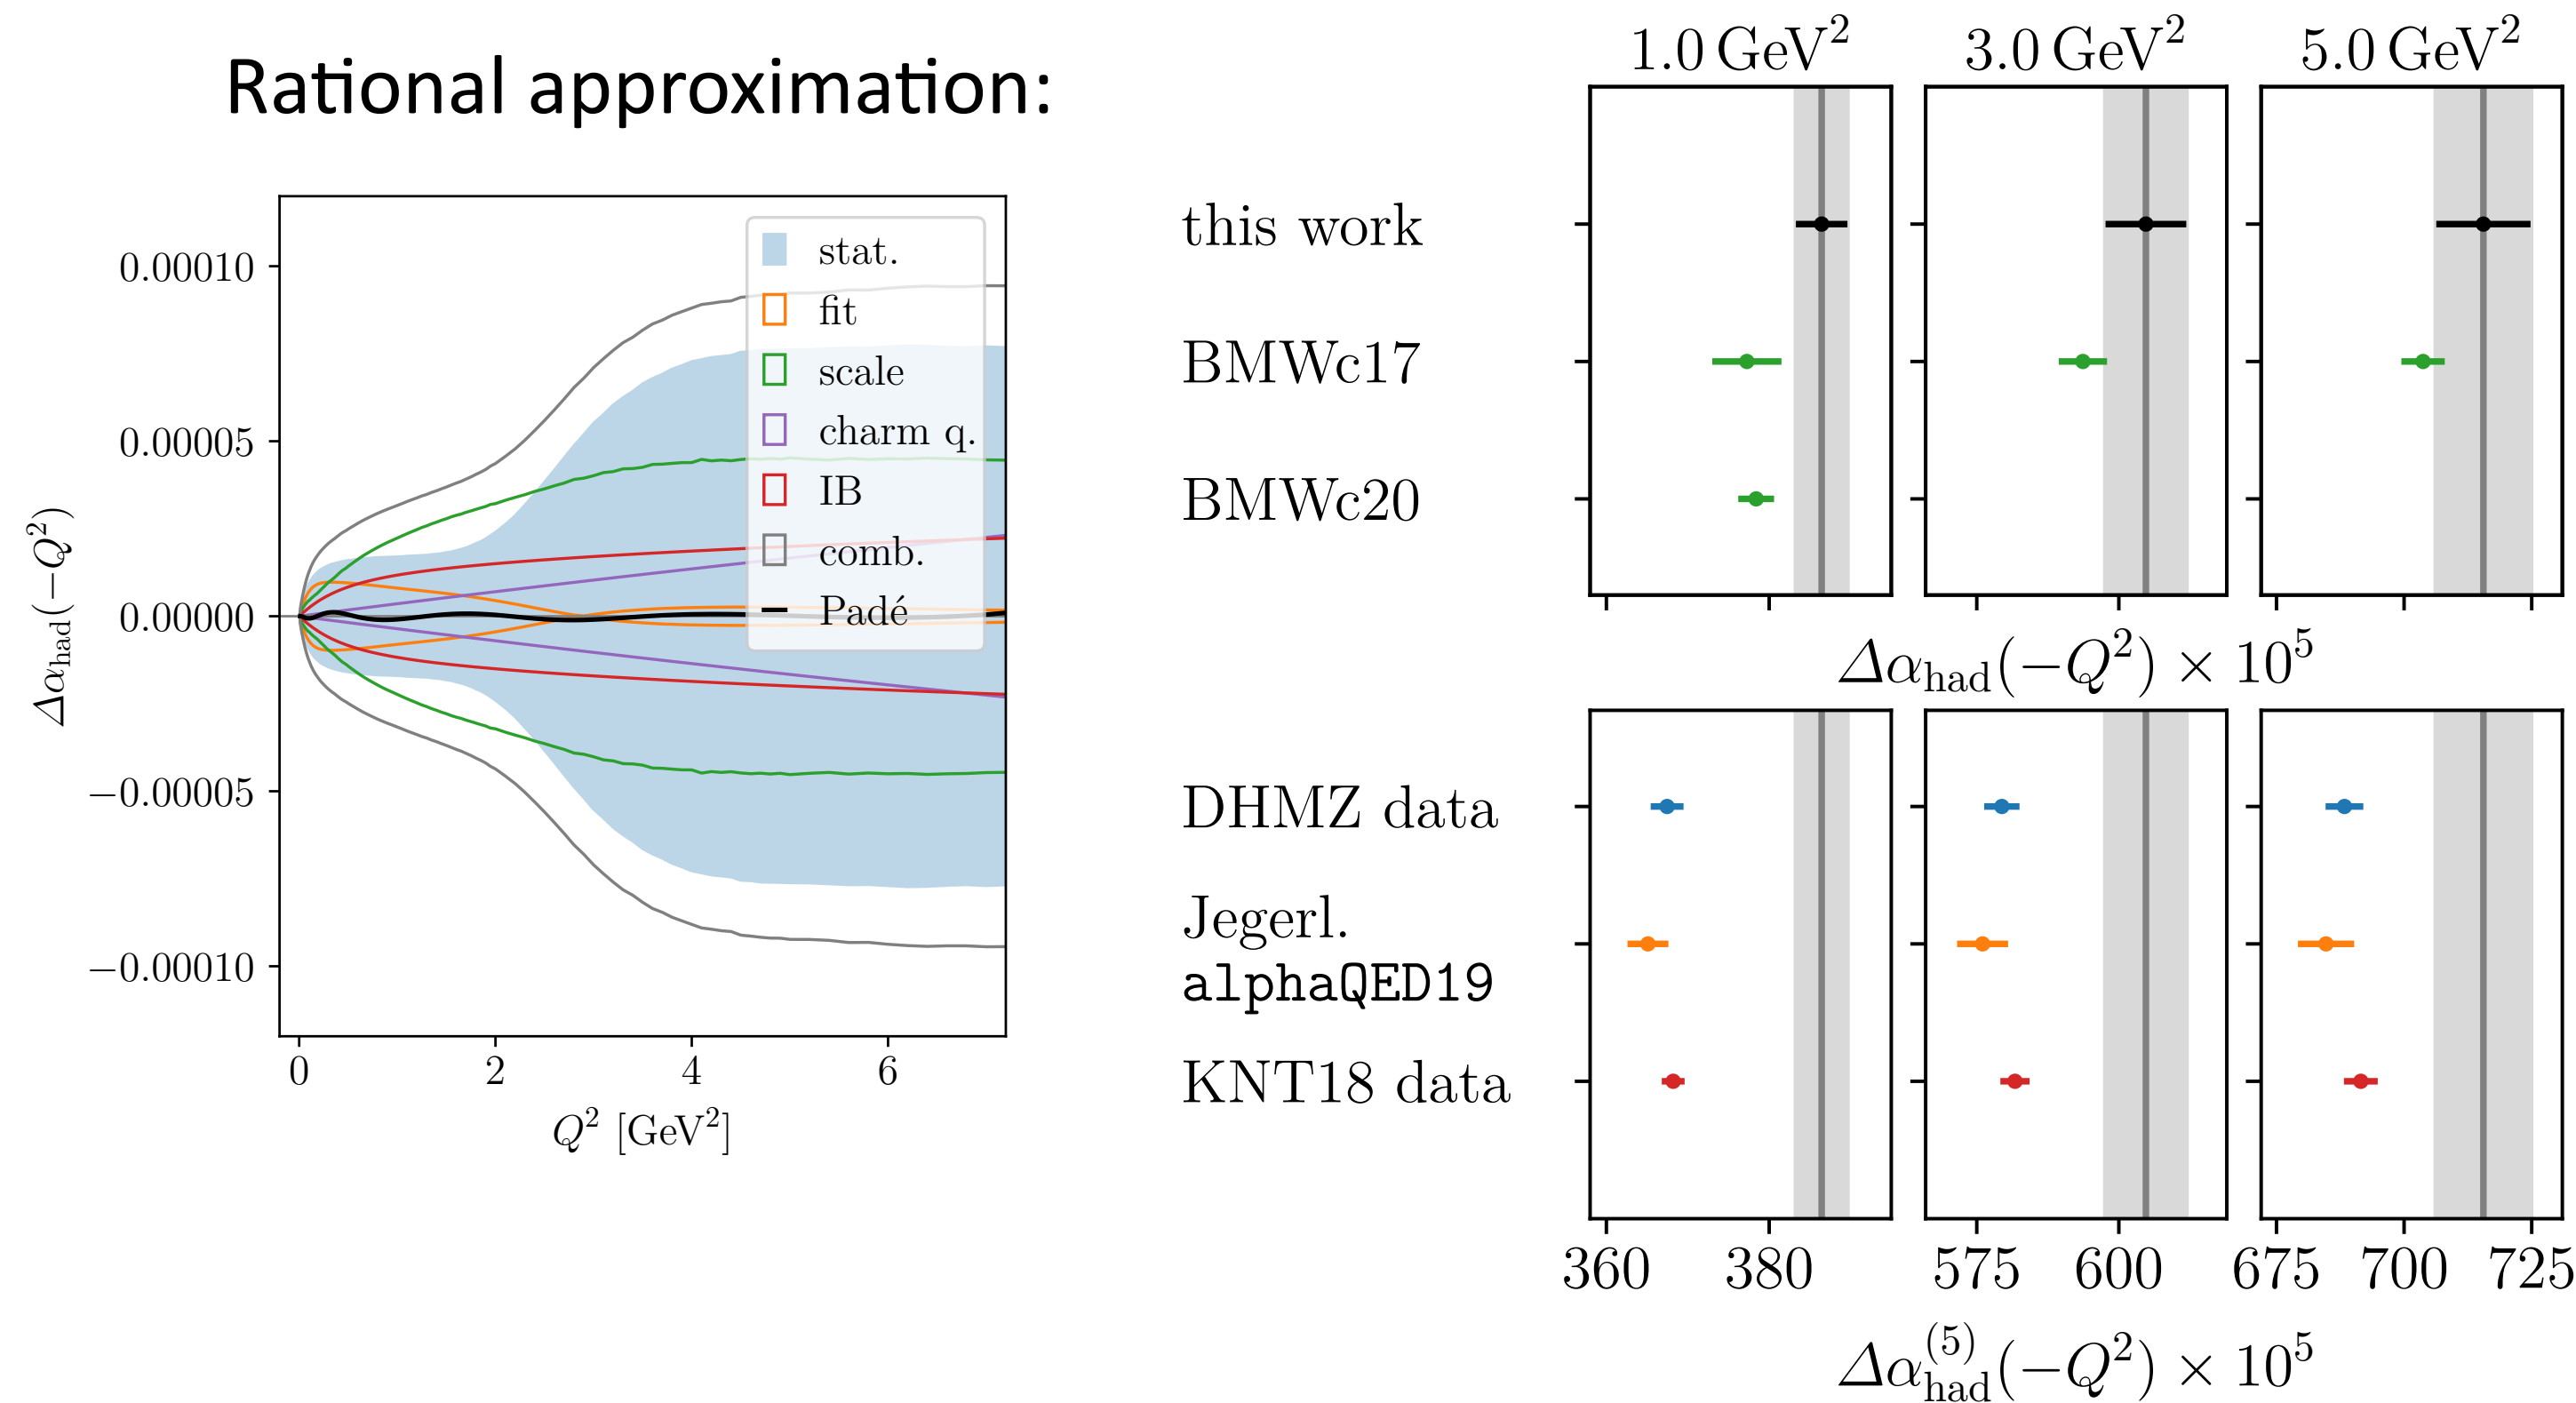 Rational approximation:
0.00010
0.00005
0.00000
−0.00005
−0.00010
Δα_had(−Q²)
0 2 4 6
Q² [GeV²]
stat.
fit
scale
charm q.
IB
comb.
Padé
1.0 GeV² 3.0 GeV² 5.0 GeV²
this work
BMWc17
BMWc20
Δα_had(−Q²) × 10⁵
DHMZ data
Jegerl.
alphaQED19
KNT18 data
360 380 575 600 675 700 725
Δα_had^(5)(−Q²) × 10⁵